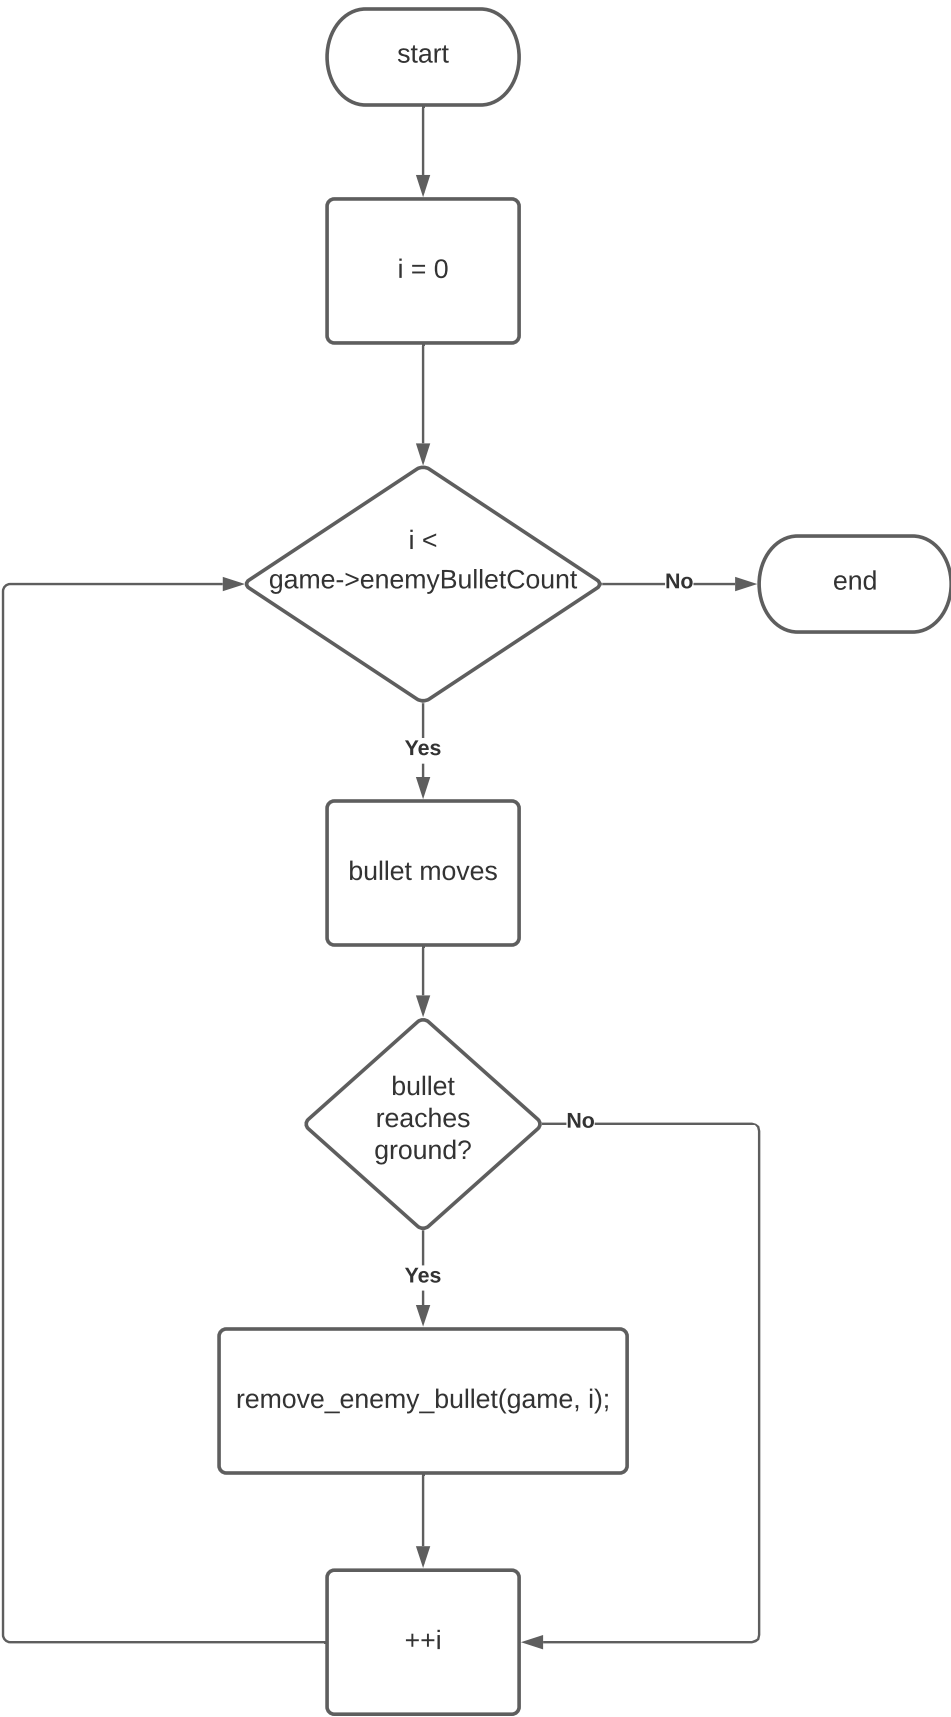 start
i = 0
i <
game->enemyBulletCount
No
end
Yes
bullet moves
bullet
reaches
ground?
No
Yes
remove_enemy_bullet(game, i);
++i